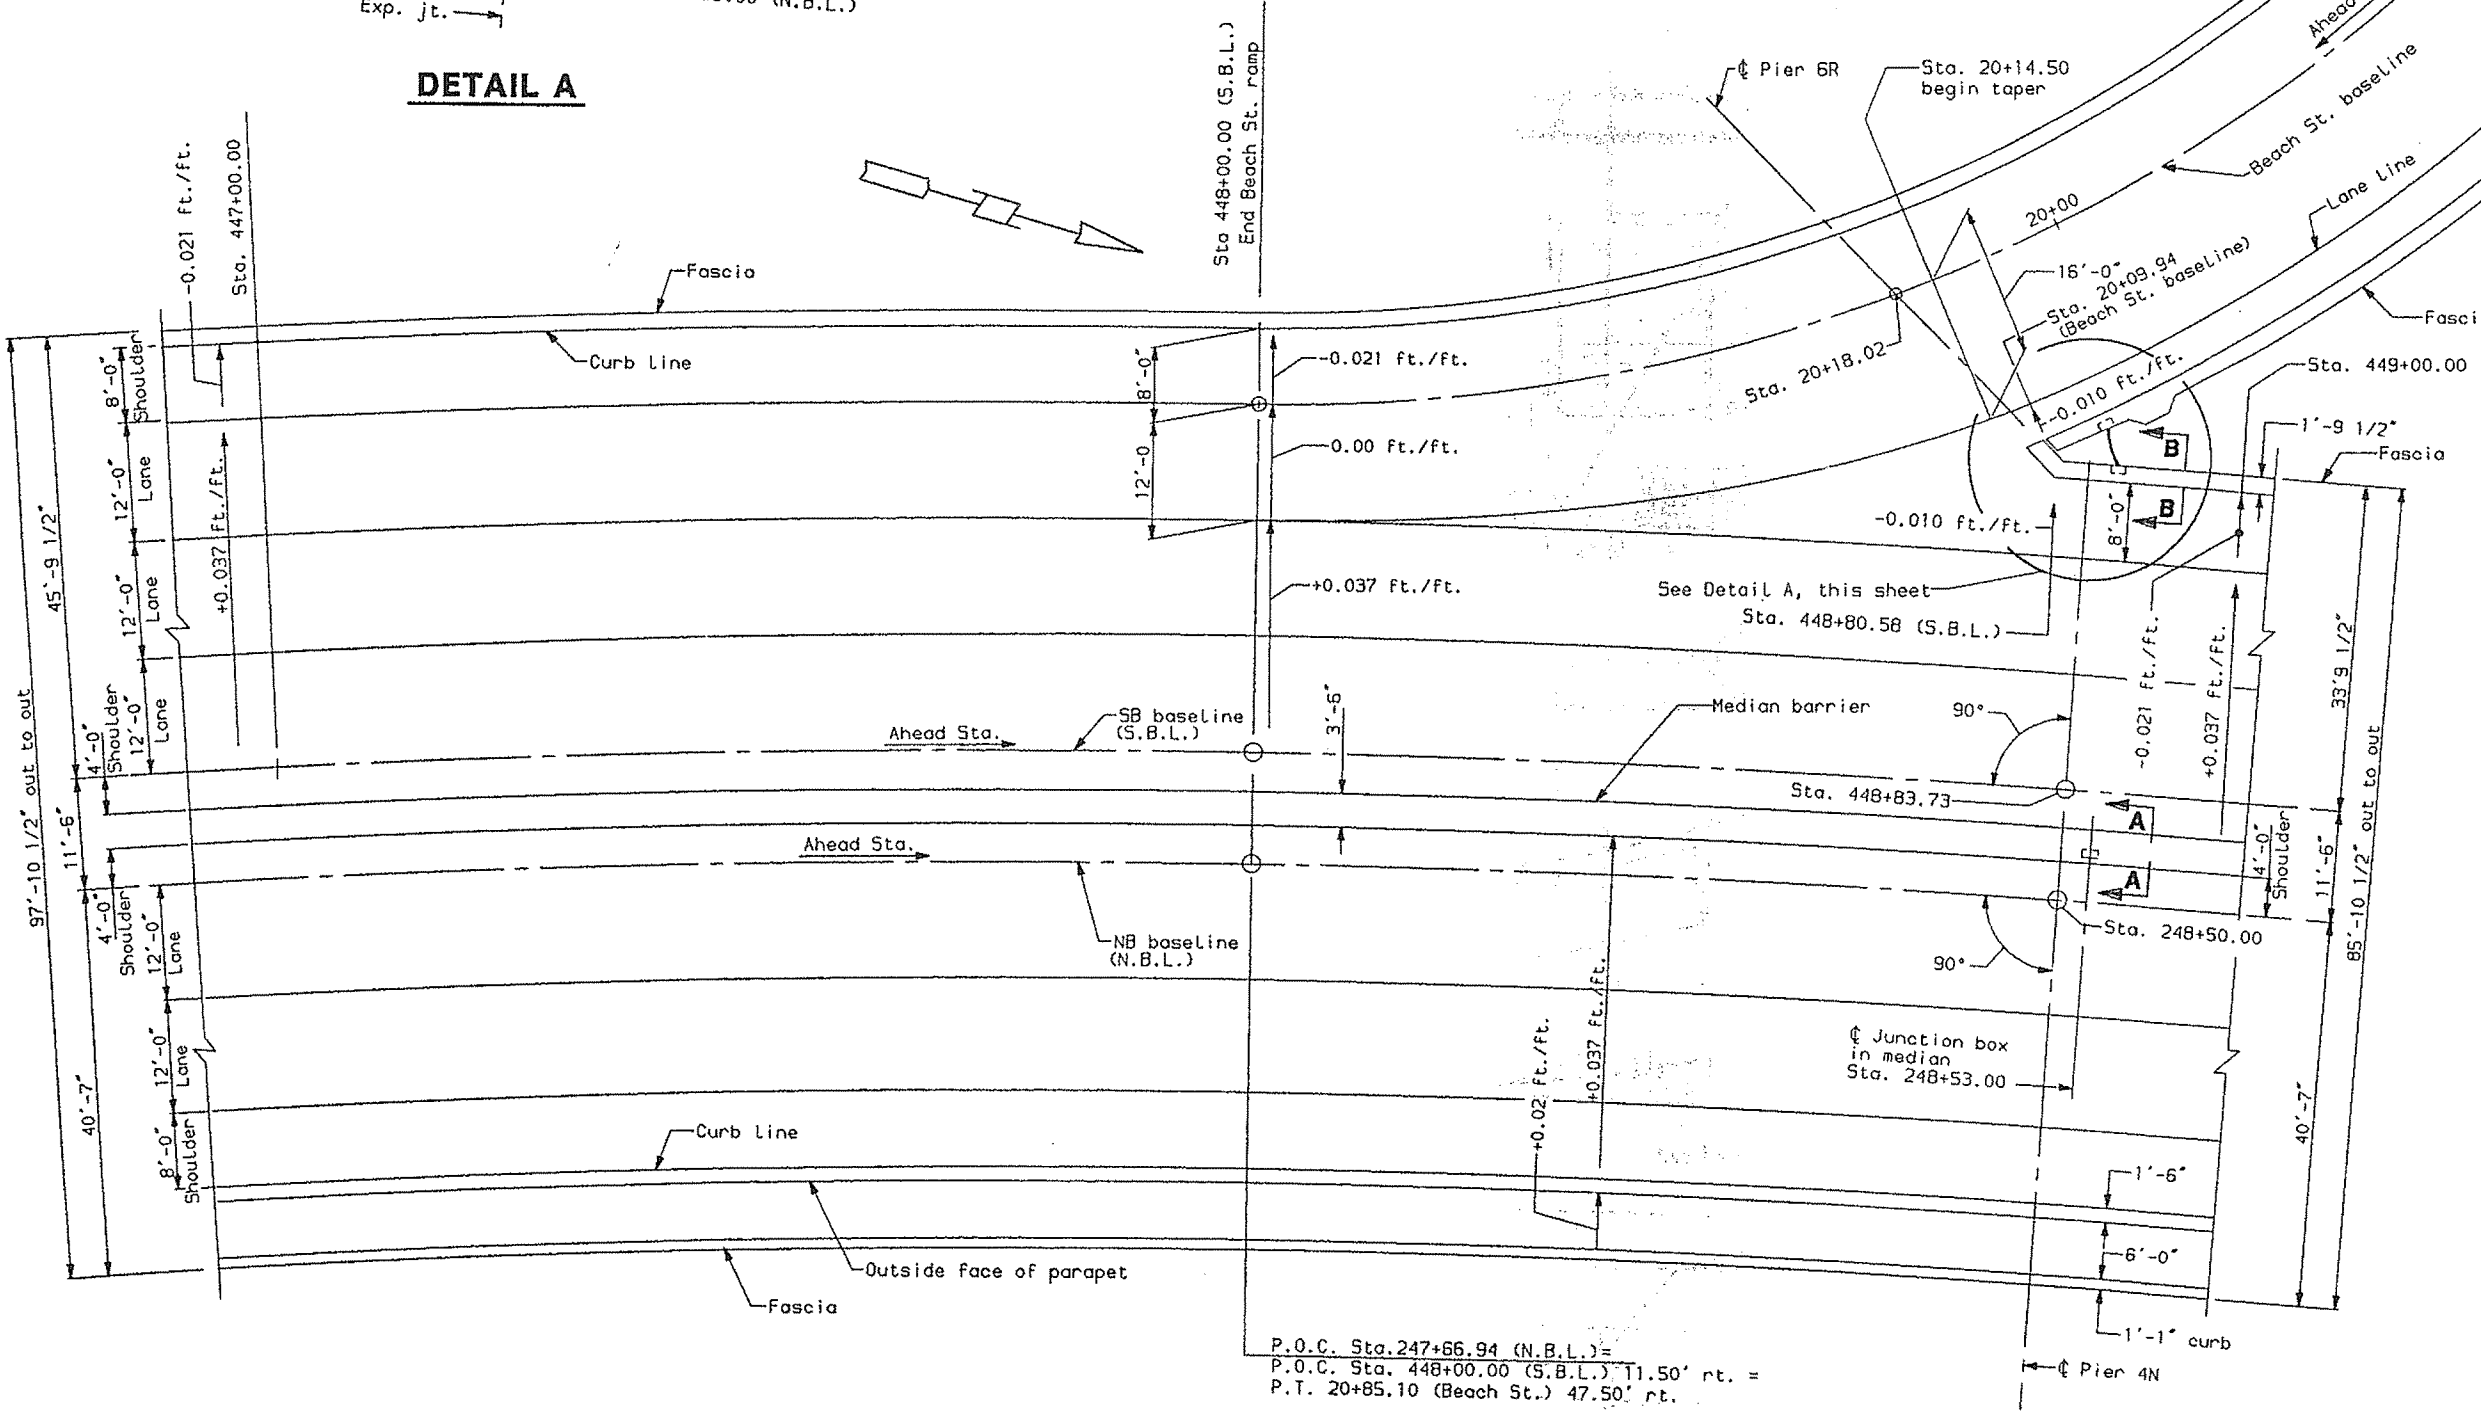 Exp. jt.
(N.B.L.)
DETAIL A
-0.021 ft./ft.
Sta. 447+00.00
Sta 448+00.00 (S.B.L.)
End Beach St. ramp
₵ Pier 6R
Sta. 20+14.50
begin taper
Ahead
Beach St. baseline
Lane line
20+00
16'-0"
Sta. 20+09.94
(Beach St. baseline)
Fascia
Curb line
8'-0"
12'-0
-0.021 ft./ft.
0.00 ft./ft.
+0.037 ft./ft.
Sta. 20+18.02
-0.010 ft./ft.
Fasci
Sta. 449+00.00
1'-9 1/2"
Fascia
B
B
8'-0"
-0.010 ft./ft.
See Detail A, this sheet
Sta. 448+80.58 (S.B.L.)
8'-0"
Shoulder
12'-0"
Lane
12'-0"
Lane
12'-0"
Lane
4'-0"
Shoulder
+0.037 ft./ft.
45'-9 1/2"
11'-6"
97'-10 1/2" out to out
40'-7"
4'-0"
Shoulder
12'-0"
Lane
12'-0"
Lane
8'-0"
Shoulder
Ahead Sta.
SB baseline
(S.B.L.)
3'-6"
Median barrier
90°
Sta. 448+83.73
-0.021 ft./ft.
+0.037 ft./ft.
33'9 1/2"
11'-6"
85'-10 1/2" out to out
40'-7"
4'-0"
Shoulder
A
A
Ahead Sta.
NB baseline
(N.B.L.)
Sta. 248+50.00
90°
+0.02 ft./ft.
+0.037 ft./ft.
₵ Junction box
in median
Sta. 248+53.00
Curb line
Outside face of parapet
Fascia
1'-6"
6'-0"
1'-1" curb
₵ Pier 4N
P.O.C. Sta.247+66.94 (N.B.L.)=
P.O.C. Sta. 448+00.00 (S.B.L.) 11.50' rt. =
P.T. 20+85.10 (Beach St.) 47.50' rt.